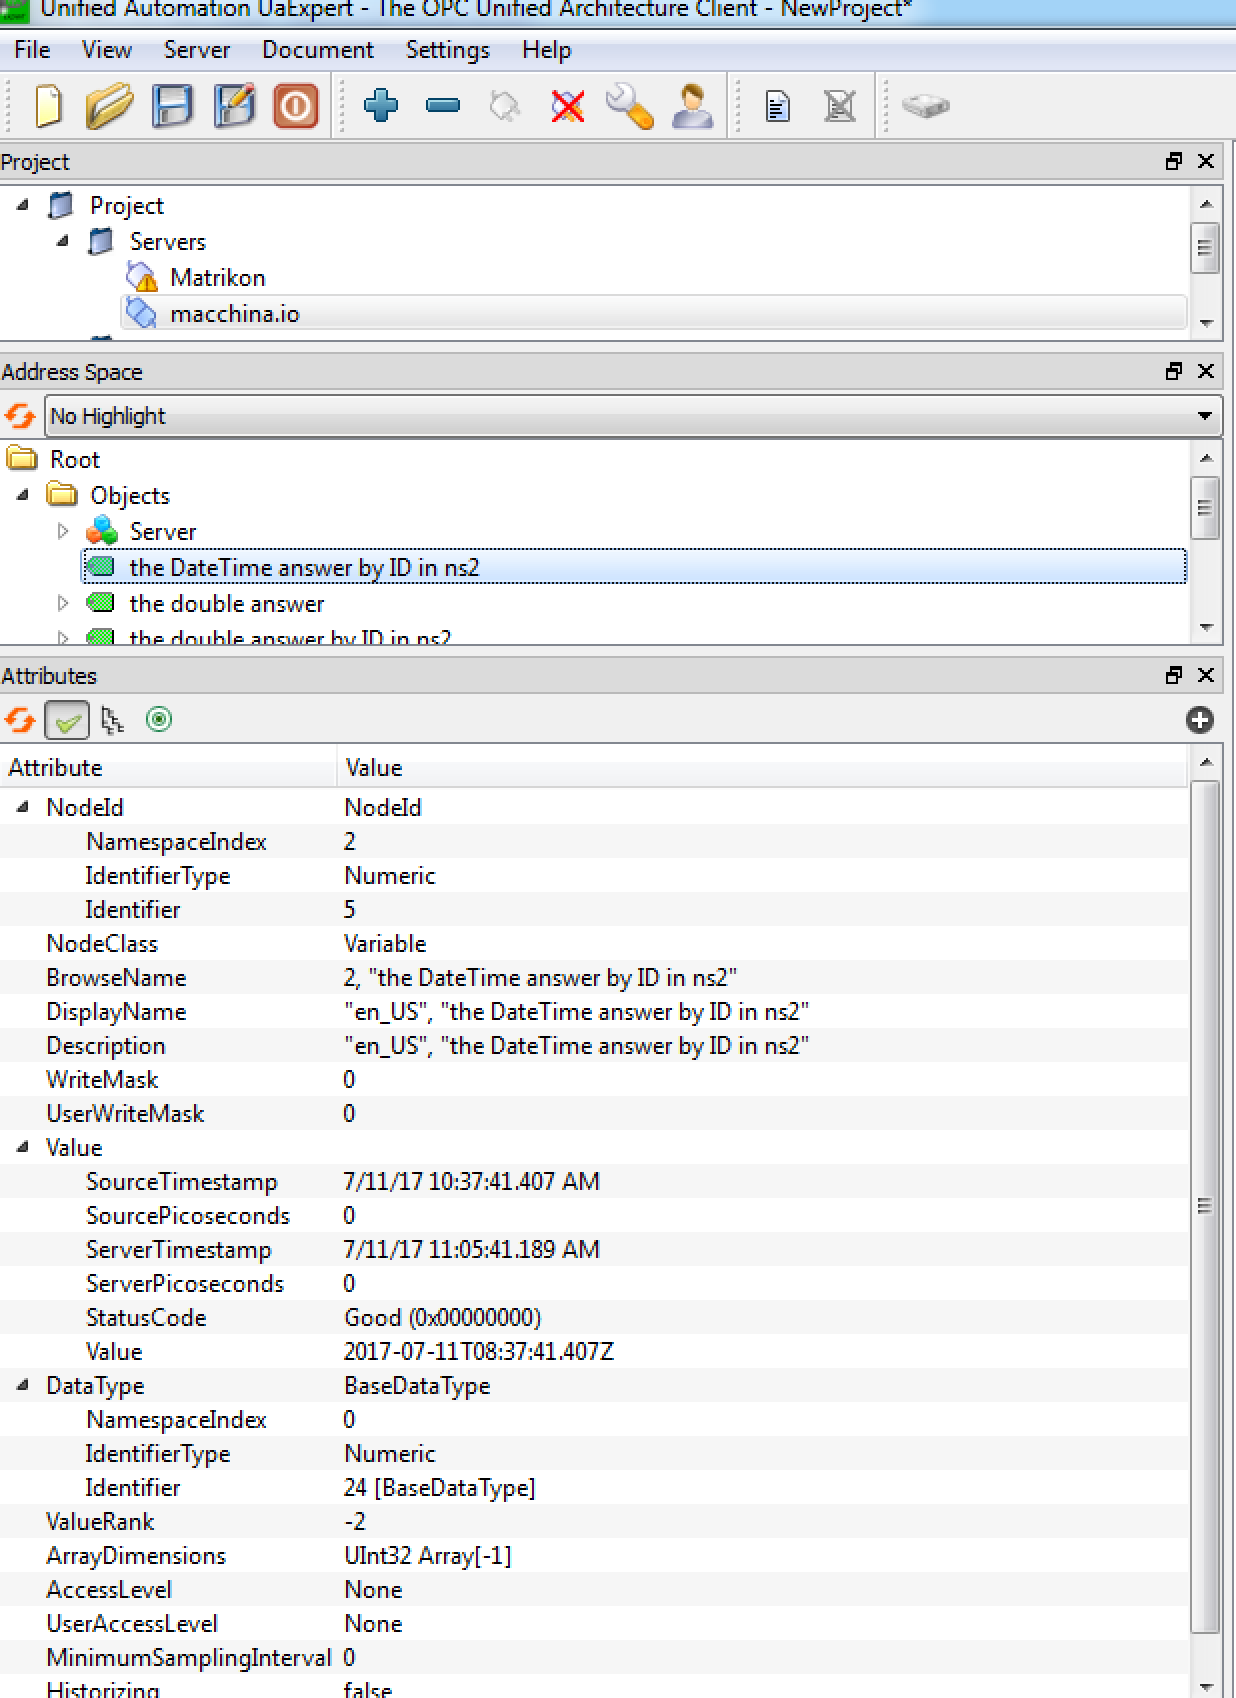 Unified Automation UaExpert - The OPC Unified Architecture Client - NewProject*
File View Server Document Settings Help
Project
Project
Servers
Matrikon
macchina.io
Address Space
No Highlight
Root
Objects
Server
the DateTime answer by ID in ns2
the double answer
the double answer by ID in ns2
Attributes
Attribute Value
NodeId NodeId
NamespaceIndex 2
IdentifierType Numeric
Identifier 5
NodeClass Variable
BrowseName 2, "the DateTime answer by ID in ns2"
DisplayName "en_US", "the DateTime answer by ID in ns2"
Description "en_US", "the DateTime answer by ID in ns2"
WriteMask 0
UserWriteMask 0
Value
SourceTimestamp 7/11/17 10:37:41.407 AM
SourcePicoseconds 0
ServerTimestamp 7/11/17 11:05:41.189 AM
ServerPicoseconds 0
StatusCode Good (0x00000000)
Value 2017-07-11T08:37:41.407Z
DataType BaseDataType
NamespaceIndex 0
IdentifierType Numeric
Identifier 24 [BaseDataType]
ValueRank -2
ArrayDimensions UInt32 Array[-1]
AccessLevel None
UserAccessLevel None
MinimumSamplingInterval 0
Historizing false